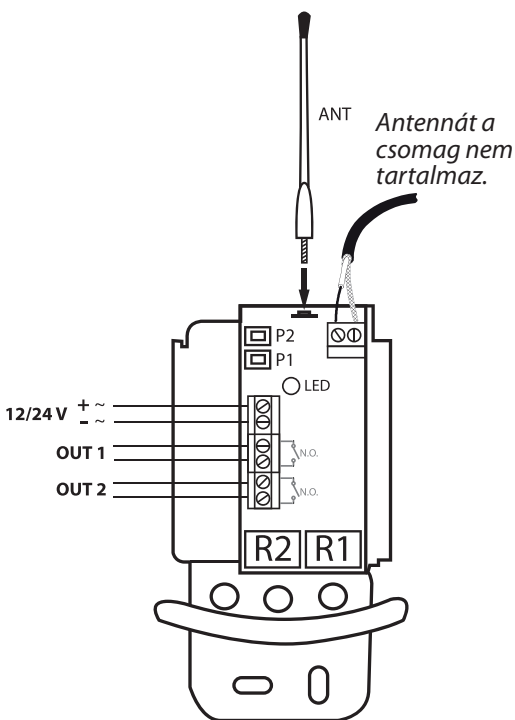 ANT
Antennát a
csomag nem
tartalmaz.
P2
P1
LED
12/24 V + ~
- ~
OUT 1
N.O.
OUT 2
N.O.
R2 R1